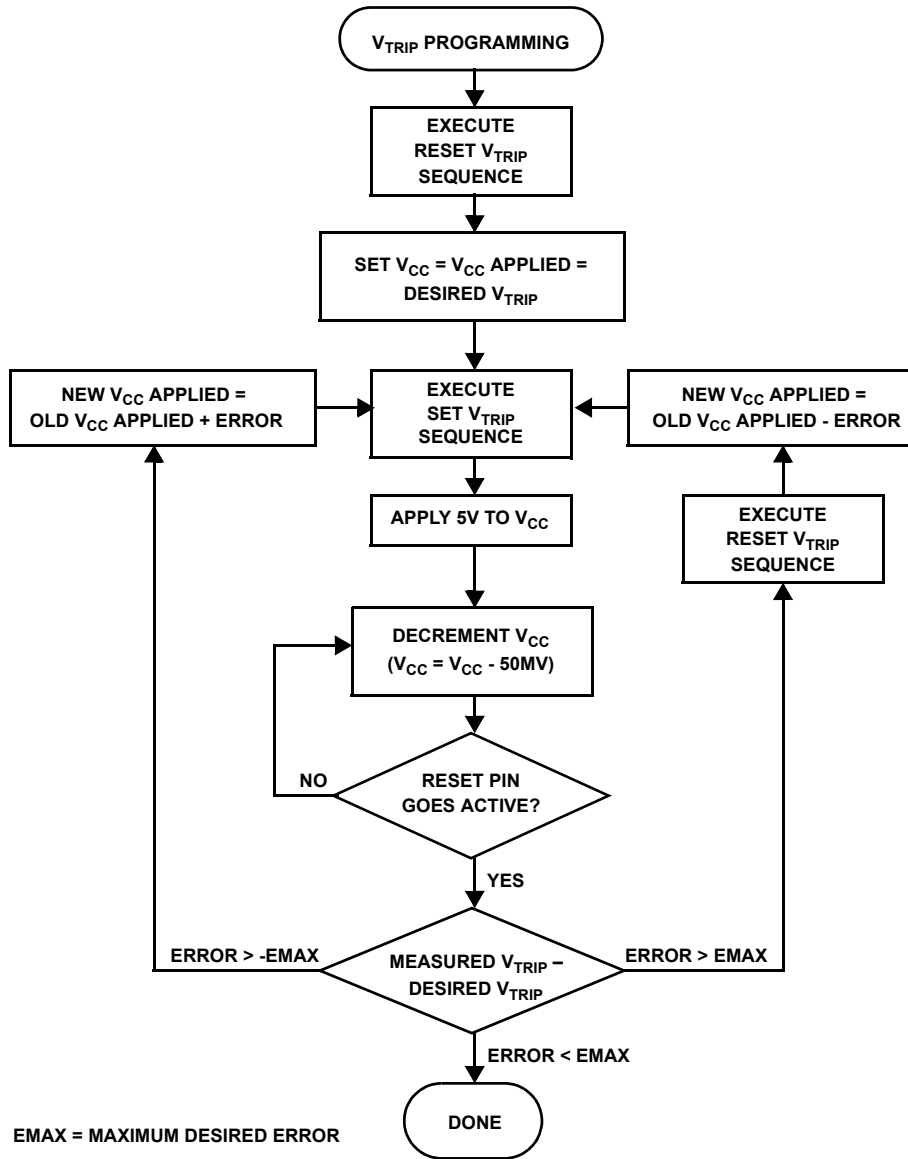 V_TRIP PROGRAMMING
EXECUTE
RESET V_TRIP
SEQUENCE
SET V_CC = V_CC APPLIED =
DESIRED V_TRIP
NEW V_CC APPLIED =
OLD V_CC APPLIED + ERROR
EXECUTE
SET V_TRIP
SEQUENCE
NEW V_CC APPLIED =
OLD V_CC APPLIED - ERROR
APPLY 5V TO V_CC
EXECUTE
RESET V_TRIP
SEQUENCE
DECREMENT V_CC
(V_CC = V_CC - 50MV)
NO
RESET PIN
GOES ACTIVE?
YES
ERROR > -EMAX
MEASURED V_TRIP –
DESIRED V_TRIP
ERROR > EMAX
ERROR < EMAX
DONE
EMAX = MAXIMUM DESIRED ERROR